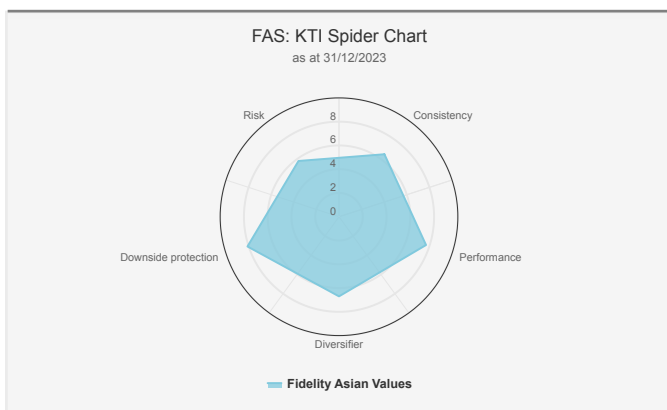 FAS: KTI Spider Chart
as at 31/12/2023
Risk
8
Consistency
6
4
2
0
Downside protection
Performance
Diversifier
Fidelity Asian Values